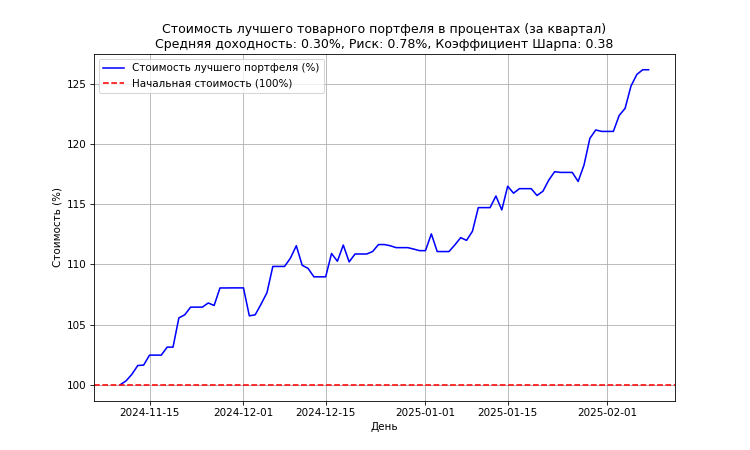 Стоимость лучшего товарного портфеля в процентах (за квартал)
Средняя доходность: 0.30%, Риск: 0.78%, Коэффициент Шарпа: 0.38
Стоимость лучшего портфеля (%)
Начальная стоимость (100%)
Стоимость (%)
125
120
115
110
105
100
2024-11-15
2024-12-01
2024-12-15
2025-01-01
2025-01-15
2025-02-01
День